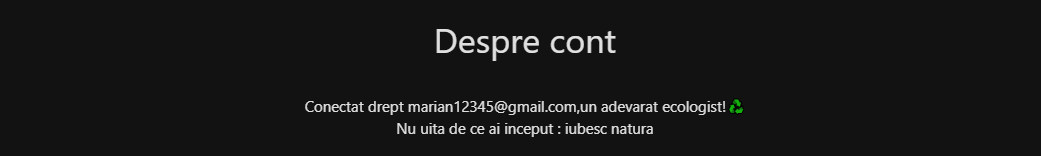 Despre cont
Conectat drept marian12345@gmail.com,un adevarat ecologist!♻
Nu uita de ce ai inceput : iubesc natura